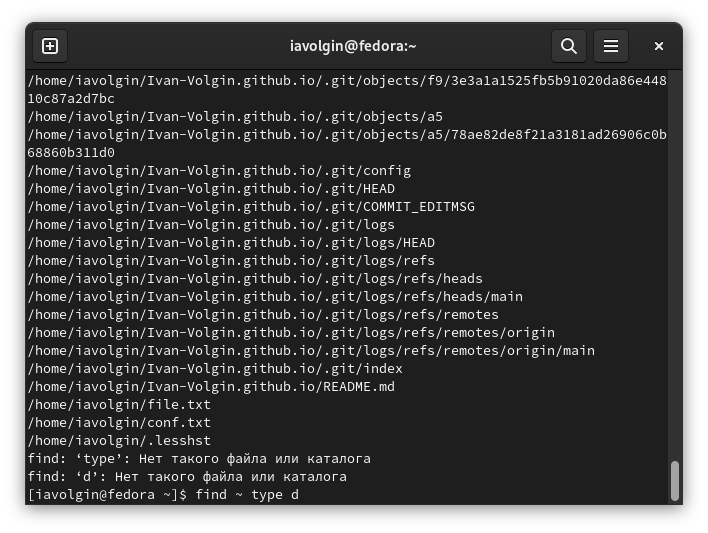 iavolgin@fedora:~
/home/iavolgin/Ivan-Volgin.github.io/.git/objects/f9/3e3a1a1525fb5b91020da86e448
10c87a2d7bc
/home/iavolgin/Ivan-Volgin.github.io/.git/objects/a5
/home/iavolgin/Ivan-Volgin.github.io/.git/objects/a5/78ae82de8f21a3181ad26906c0b
68860b311d0
/home/iavolgin/Ivan-Volgin.github.io/.git/config
/home/iavolgin/Ivan-Volgin.github.io/.git/HEAD
/home/iavolgin/Ivan-Volgin.github.io/.git/COMMIT_EDITMSG
/home/iavolgin/Ivan-Volgin.github.io/.git/logs
/home/iavolgin/Ivan-Volgin.github.io/.git/logs/HEAD
/home/iavolgin/Ivan-Volgin.github.io/.git/logs/refs
/home/iavolgin/Ivan-Volgin.github.io/.git/logs/refs/heads
/home/iavolgin/Ivan-Volgin.github.io/.git/logs/refs/heads/main
/home/iavolgin/Ivan-Volgin.github.io/.git/logs/refs/remotes
/home/iavolgin/Ivan-Volgin.github.io/.git/logs/refs/remotes/origin
/home/iavolgin/Ivan-Volgin.github.io/.git/logs/refs/remotes/origin/main
/home/iavolgin/Ivan-Volgin.github.io/.git/index
/home/iavolgin/Ivan-Volgin.github.io/README.md
/home/iavolgin/file.txt
/home/iavolgin/conf.txt
/home/iavolgin/.lesshst
find: ‘type’: Нет такого файла или каталога
find: ‘d’: Нет такого файла или каталога
[iavolgin@fedora ~]$ find ~ type d